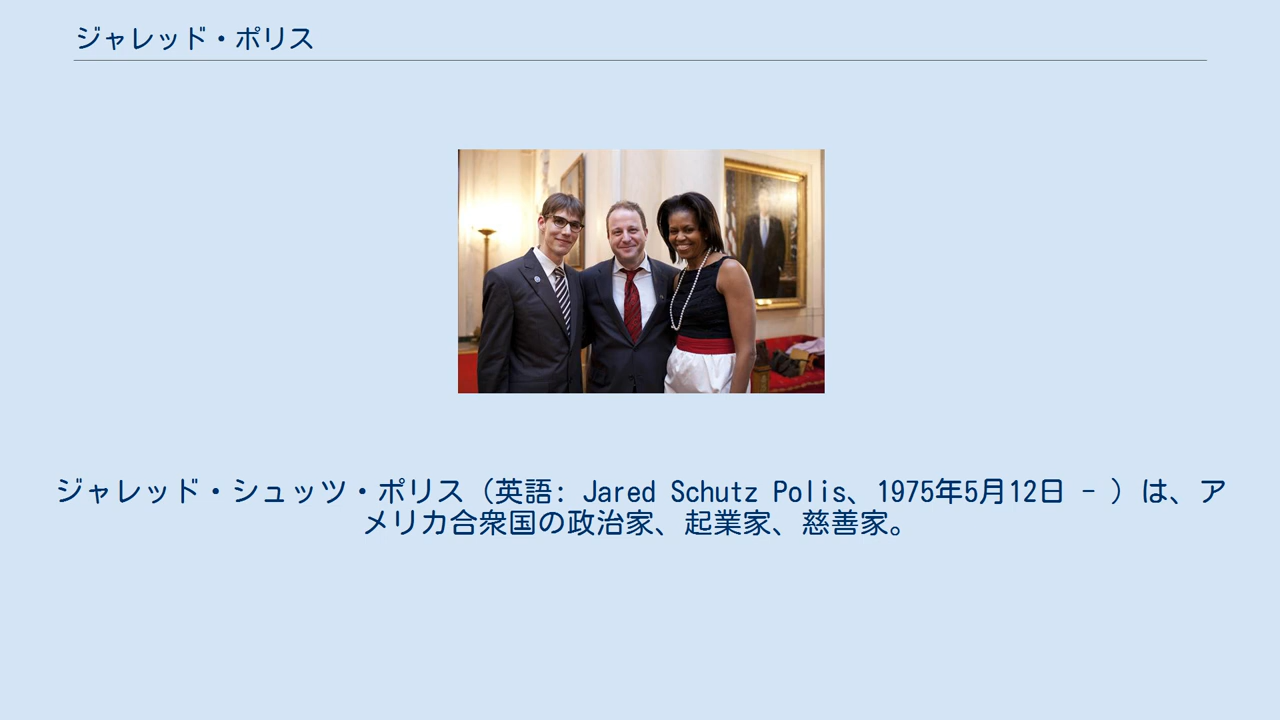 ジャレッド・ポリス
ジャレッド・シュッツ・ポリス（英語: Jared Schutz Polis、1975年5月12日 - ）は、ア
メリカ合衆国の政治家、起業家、慈善家。